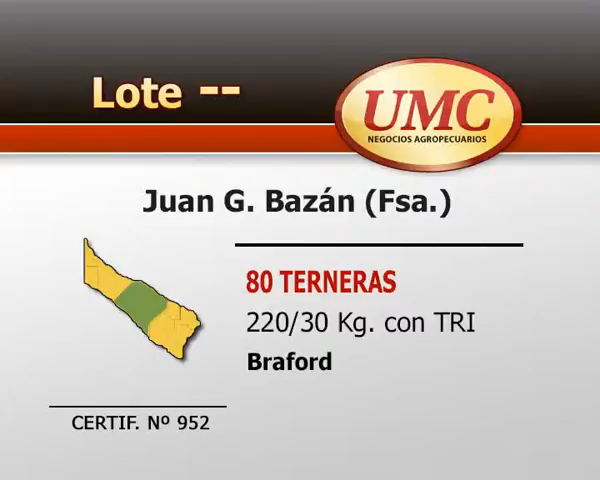 Lote --
UMC
NEGOCIOS AGROPECUARIOS
Juan G. Bazán (Fsa.)
80 TERNERAS
220/30 Kg. con TRI
Braford
CERTIF. Nº 952